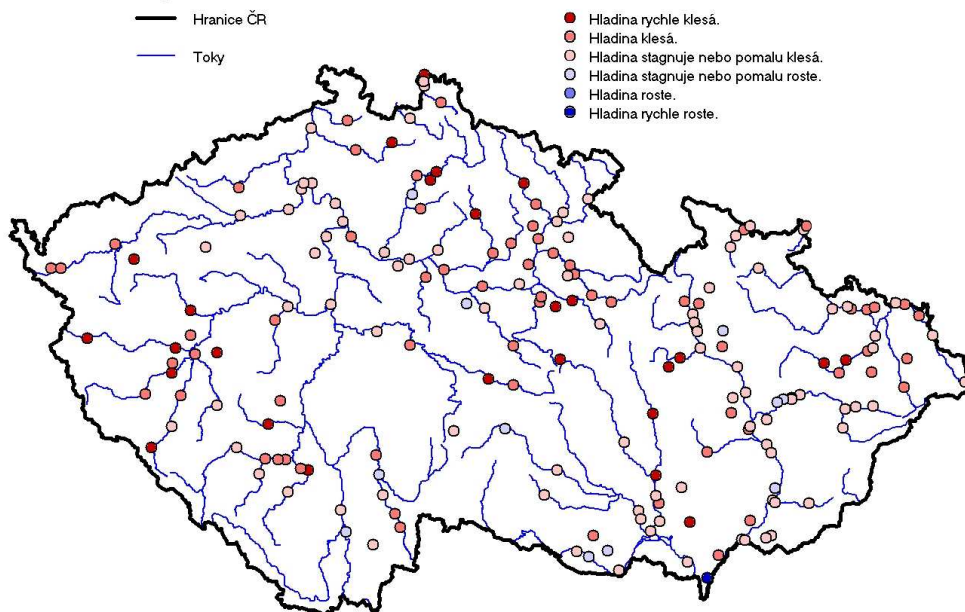 Hranice ČR
Toky
Hladina rychle klesá.
Hladina klesá.
Hladina stagnuje nebo pomalu klesá.
Hladina stagnuje nebo pomalu roste.
Hladina roste.
Hladina rychle roste.